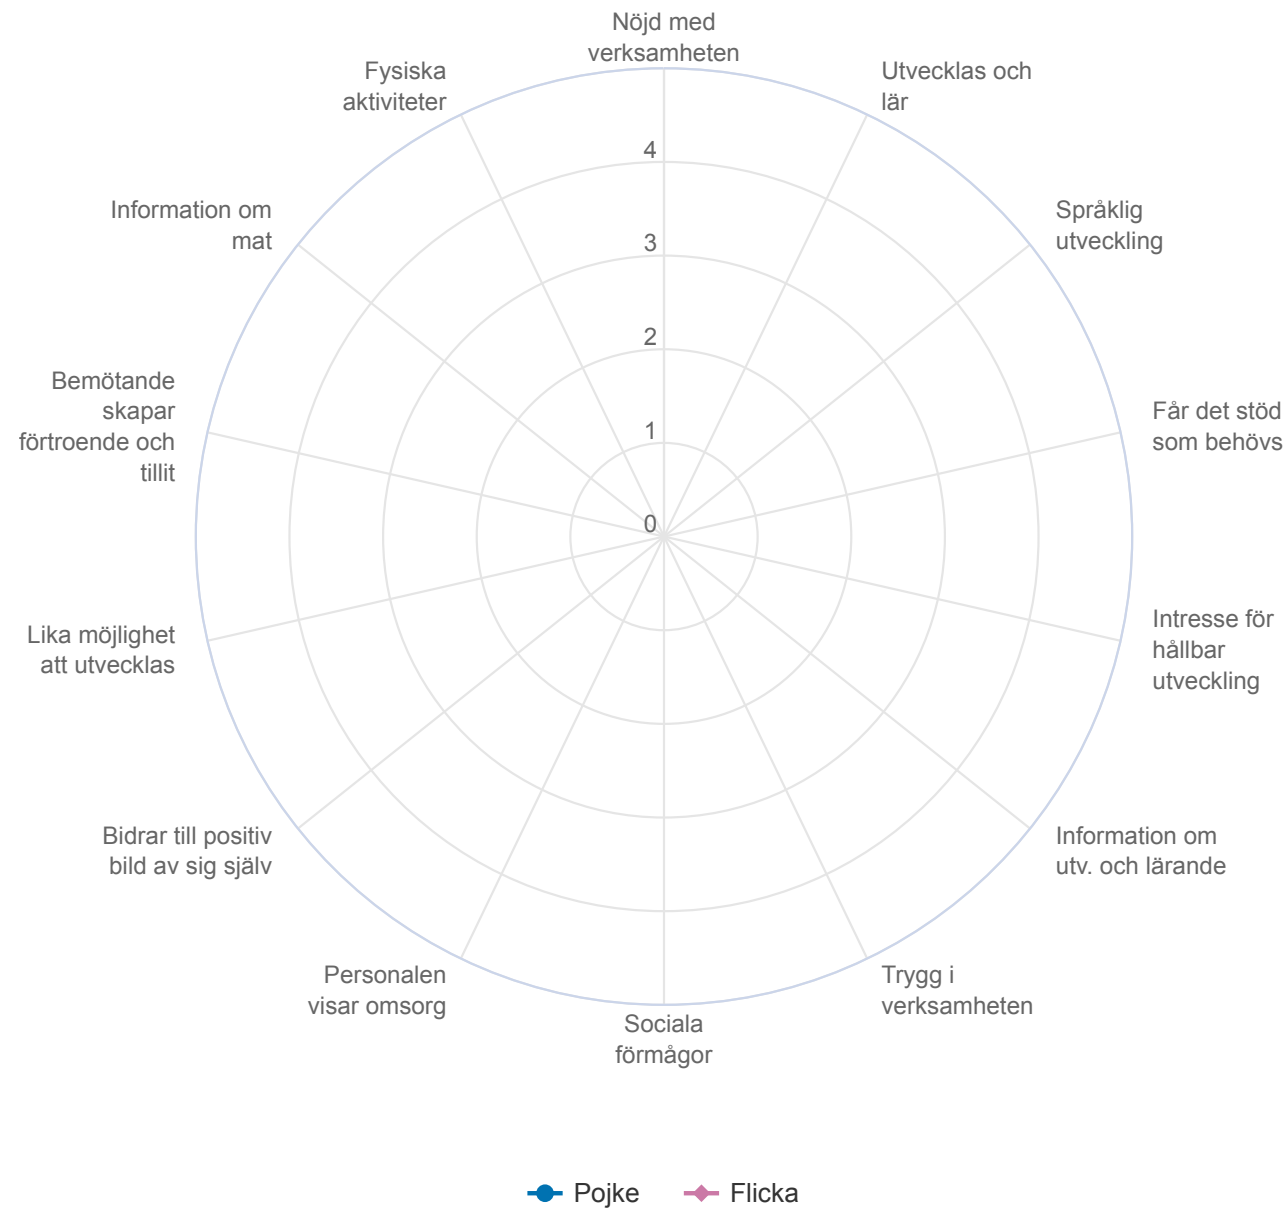 Nöjd med
verksamheten
Utvecklas och
lär
Språklig
utveckling
Får det stöd
som behövs
Intresse för
hållbar
utveckling
Information om
utv. och lärande
Trygg i
verksamheten
Sociala
förmågor
Personalen
visar omsorg
Bidrar till positiv
bild av sig själv
Lika möjlighet
att utvecklas
Bemötande
skapar
förtroende och
tillit
Information om
mat
Fysiska
aktiviteter
4
3
2
1
0
Pojke
Flicka